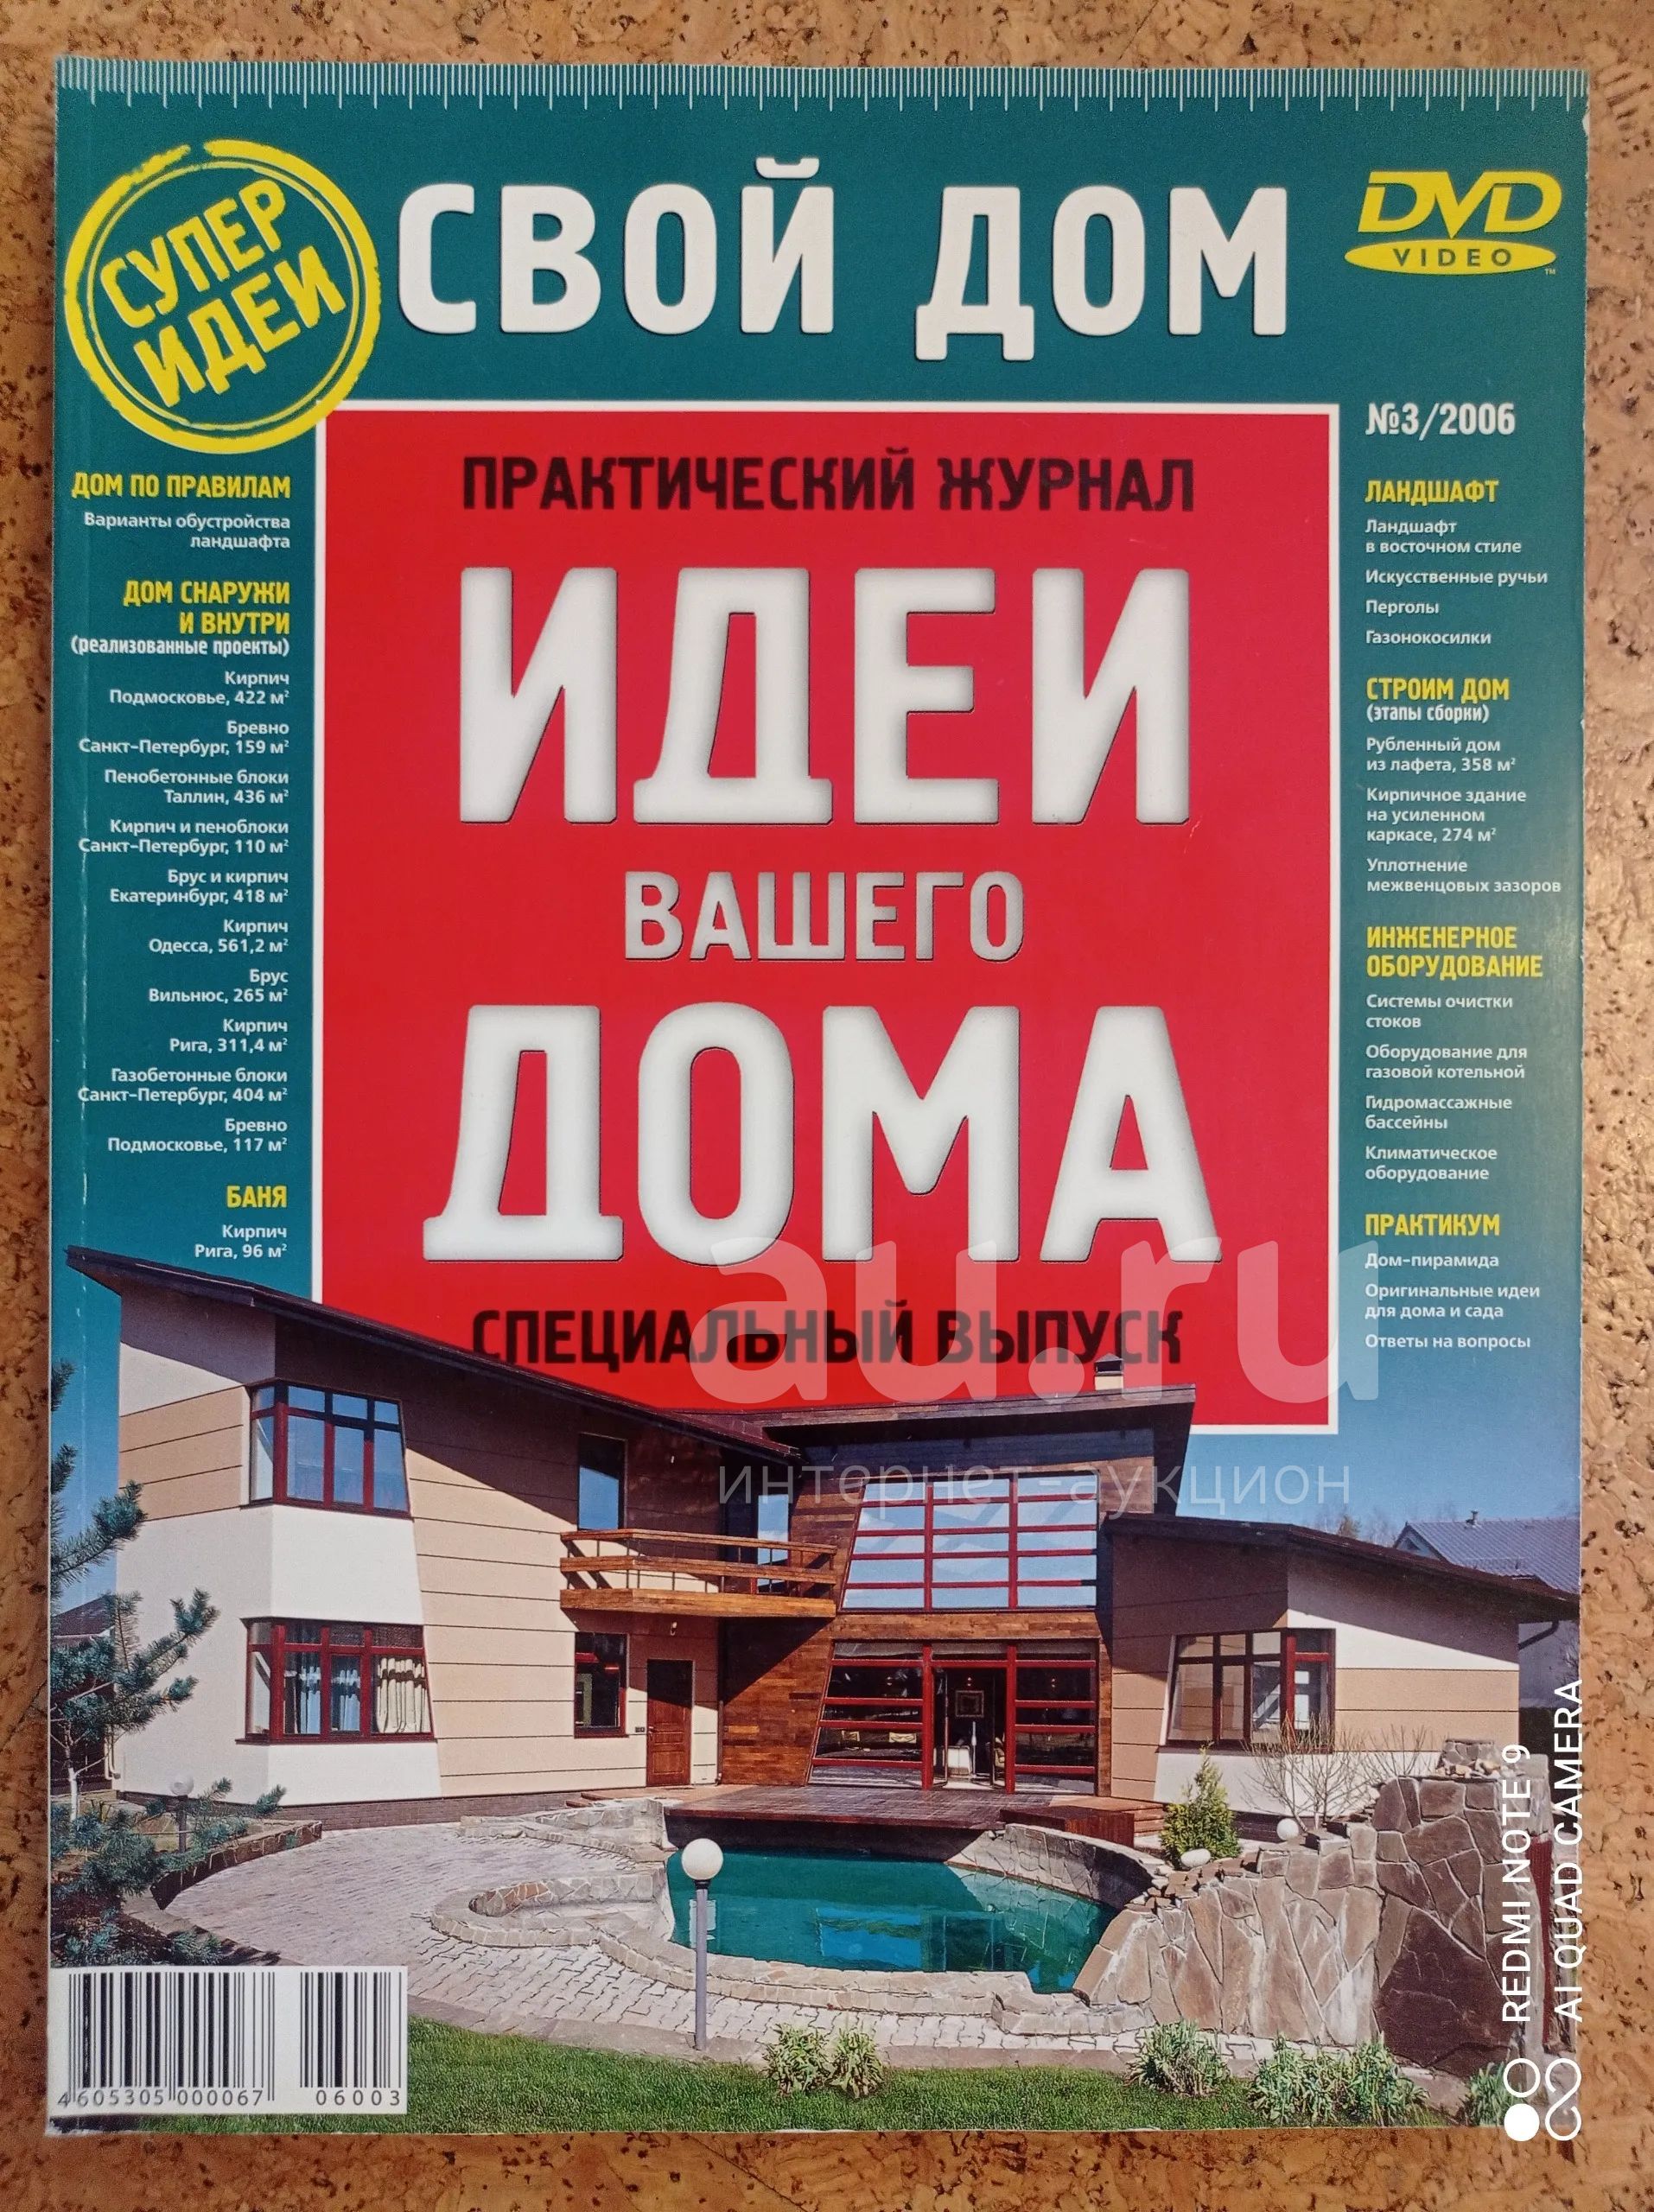 СУПЕР
ИДЕИ
СВОЙ ДОМ
DVD
VIDEO
TM
№3/2006
ДОМ ПО ПРАВИЛАМ
Варианты обустройства
ландшафта
ДОМ СНАРУЖИ
И ВНУТРИ
(реализованные проекты)
Кирпич
Подмосковье, 422 м²
Бревно
Санкт-Петербург, 159 м²
Пенобетонные блоки
Таллин, 436 м²
Кирпич и пеноблоки
Санкт-Петербург, 110 м²
Брус и кирпич
Екатеринбург, 418 м²
Кирпич
Одесса, 561,2 м²
Брус
Вильнюс, 265 м²
Кирпич
Рига, 311,4 м²
Газобетонные блоки
Санкт-Петербург, 404 м²
Бревно
Подмосковье, 117 м²
БАНЯ
Кирпич
Рига, 96 м²
ПРАКТИЧЕСКИЙ ЖУРНАЛ
ИДЕИ
ВАШЕГО
ДОМА
СПЕЦИАЛЬНЫЙ ВЫПУСК
ЛАНДШАФТ
Ландшафт
в восточном стиле
Искусственные ручьи
Перголы
Газонокосилки
СТРОИМ ДОМ
(этапы сборки)
Рубленный дом
из лафета, 358 м²
Кирпичное здание
на усиленном
каркасе, 274 м²
Уплотнение
межвенцовых зазоров
ИНЖЕНЕРНОЕ
ОБОРУДОВАНИЕ
Системы очистки
стоков
Оборудование для
газовой котельной
Гидромассажные
бассейны
Климатическое
оборудование
ПРАКТИКУМ
Дом-пирамида
Оригинальные идеи
для дома и сада
Ответы на вопросы
au.ru
интернет-аукцион
4 605305 000067
06003
REDMI NOTE 9
AI QUAD CAMERA